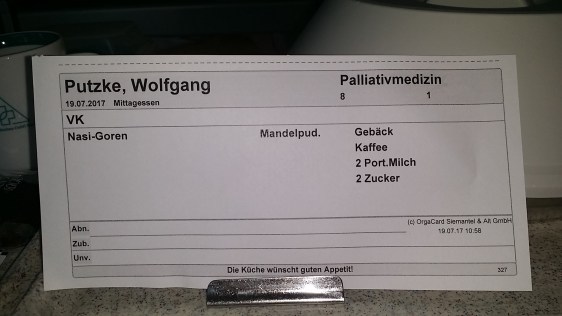 Putzke, Wolfgang Palliativmedizin
19.07.2017 Mittagessen 8 1
VK
Nasi-Goren Mandelpud. Gebäck
Kaffee
2 Port.Milch
2 Zucker
(c) OrgaCard Siemantel & Alt GmbH
Abn. 19.07.17 10:58
Zub.
Unv.
Die Küche wünscht guten Appetit! 327